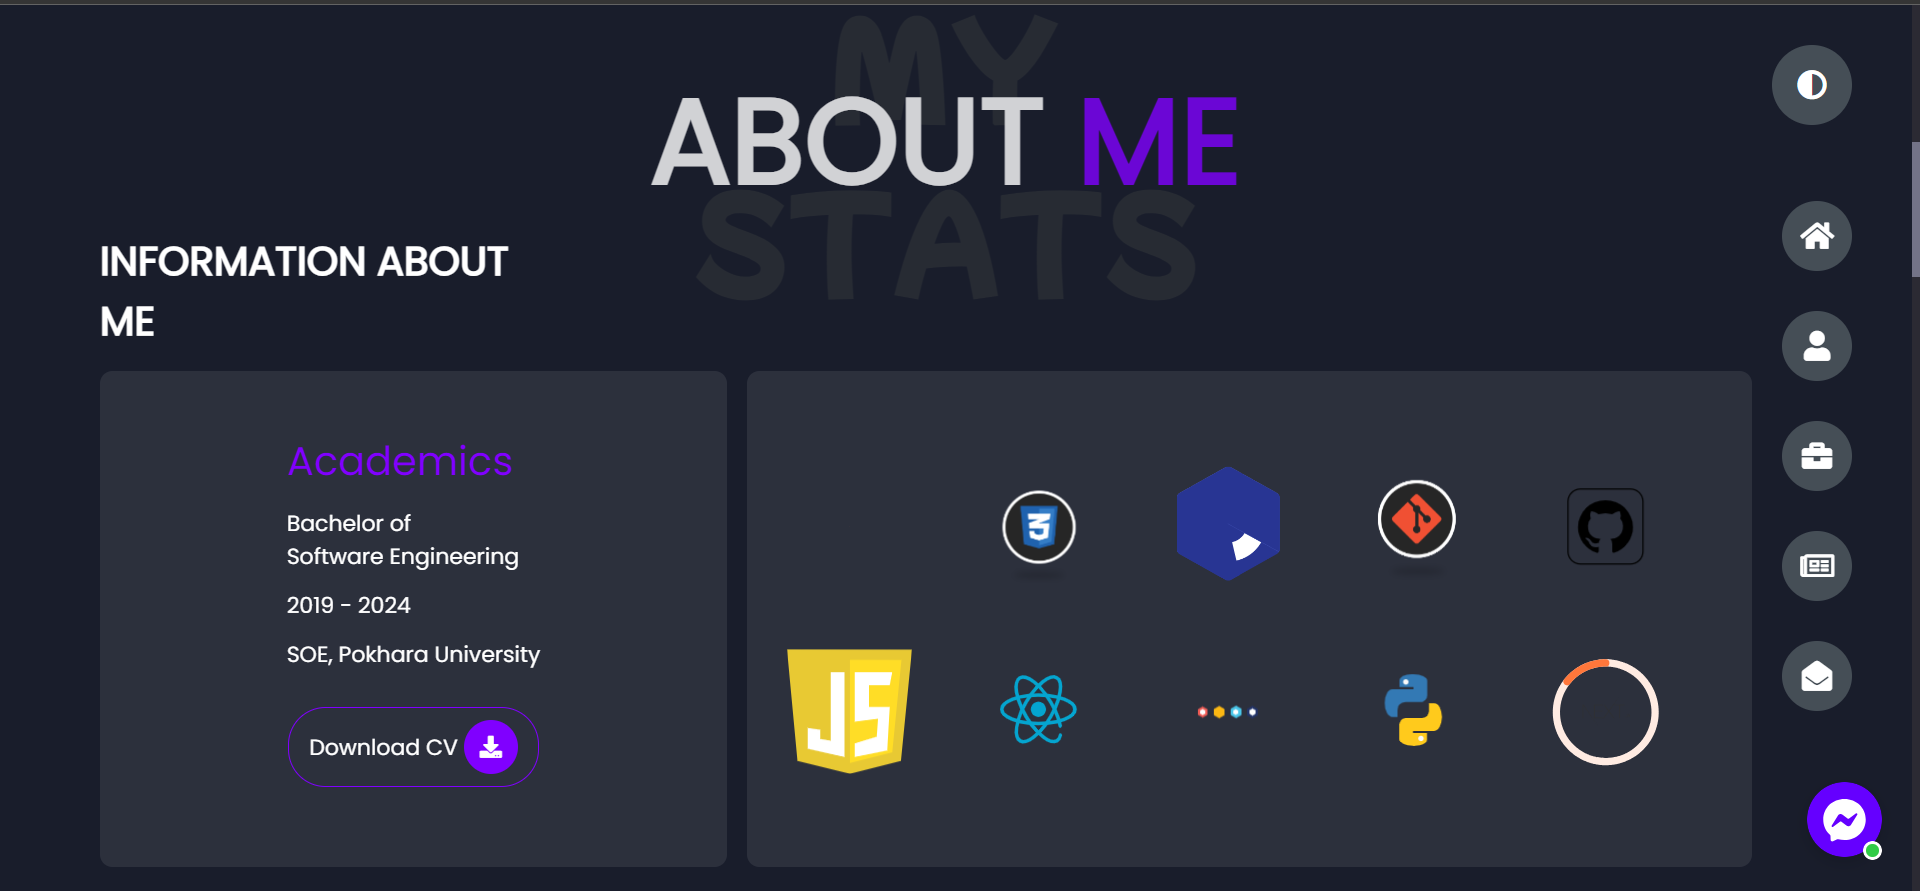 MY
ABOUT ME
STATS
INFORMATION ABOUT
ME
Academics
Bachelor of
Software Engineering
2019 - 2024
SOE, Pokhara University
Download CV
3
JS